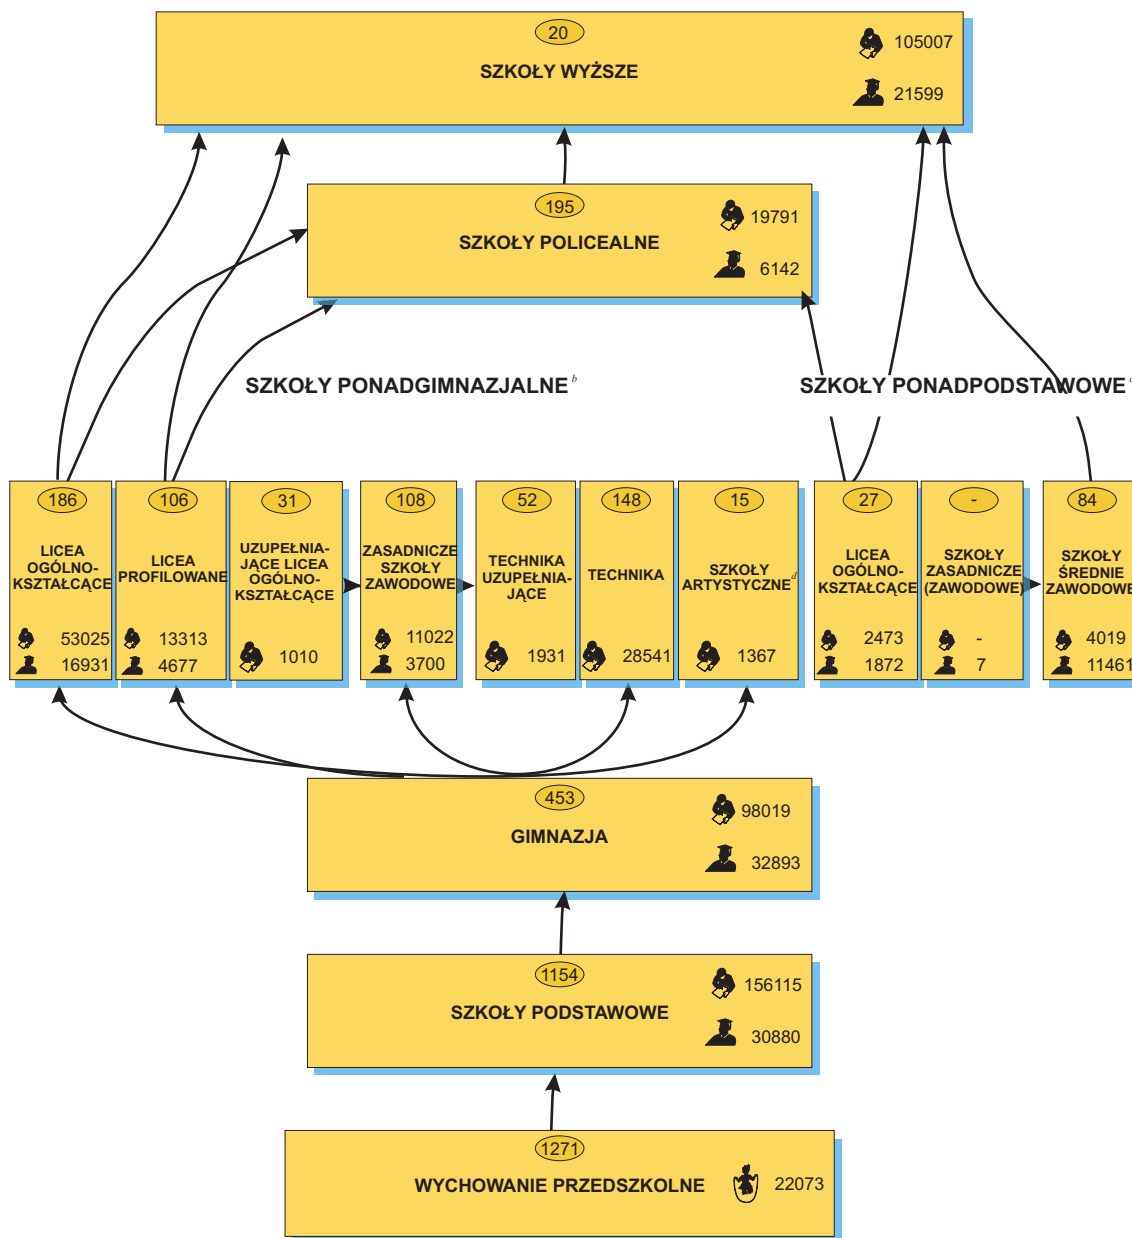 20
SZKOŁY WYŻSZE
105007
21599
195
SZKOŁY POLICEALNE
19791
6142
SZKOŁY PONADGIMNAZJALNE b
SZKOŁY PONADPODSTAWOWE
186
LICEA
OGÓLNO-
KSZTAŁCĄCE
53025
16931
106
LICEA
PROFILOWANE
13313
4677
31
UZUPEŁNIA-
JĄCE LICEA
OGÓLNO-
KSZTAŁCĄCE
1010
108
ZASADNICZE
SZKOŁY
ZAWODOWE
11022
3700
52
TECHNIKA
UZUPEŁNIA-
JĄCE
1931
148
TECHNIKA
28541
15
SZKOŁY
ARTYSTYCZNE d
1367
27
LICEA
OGÓLNO-
KSZTAŁCĄCE
2473
1872
-
SZKOŁY
ZASADNICZE
(ZAWODOWE)
-
7
84
SZKOŁY
ŚREDNIE
ZAWODOWE
4019
11461
453
GIMNAZJA
98019
32893
1154
SZKOŁY PODSTAWOWE
156115
30880
1271
WYCHOWANIE PRZEDSZKOLNE
22073